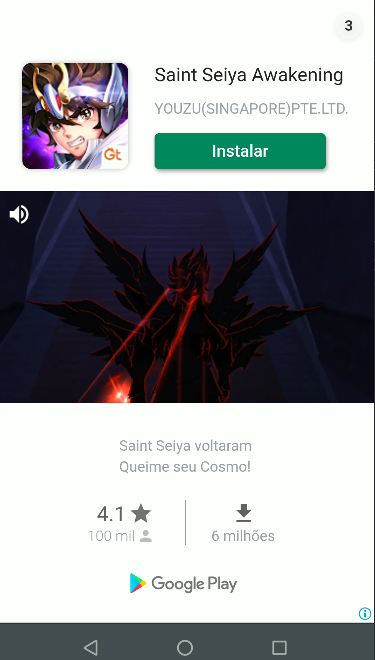 3
Saint Seiya Awakening
YOUZU(SINGAPORE)PTE.LTD.
Instalar
Gt
Saint Seiya voltaram
Queime seu Cosmo!
4.1
100 mil
6 milhões
Google Play